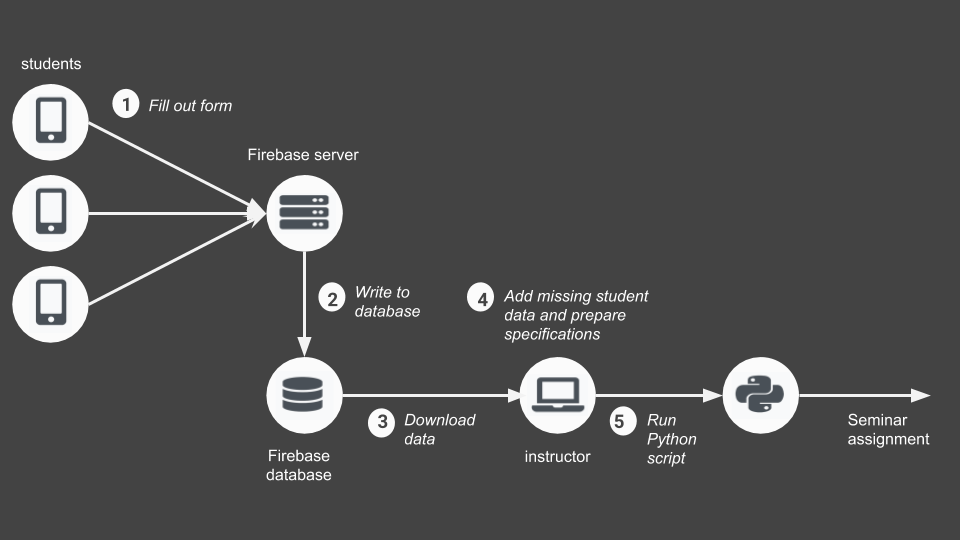 students
1 Fill out form
Firebase server
2 Write to
database
4 Add missing student
data and prepare
specifications
3 Download
data
5 Run
Python
script
Seminar
assignment
Firebase
database
instructor